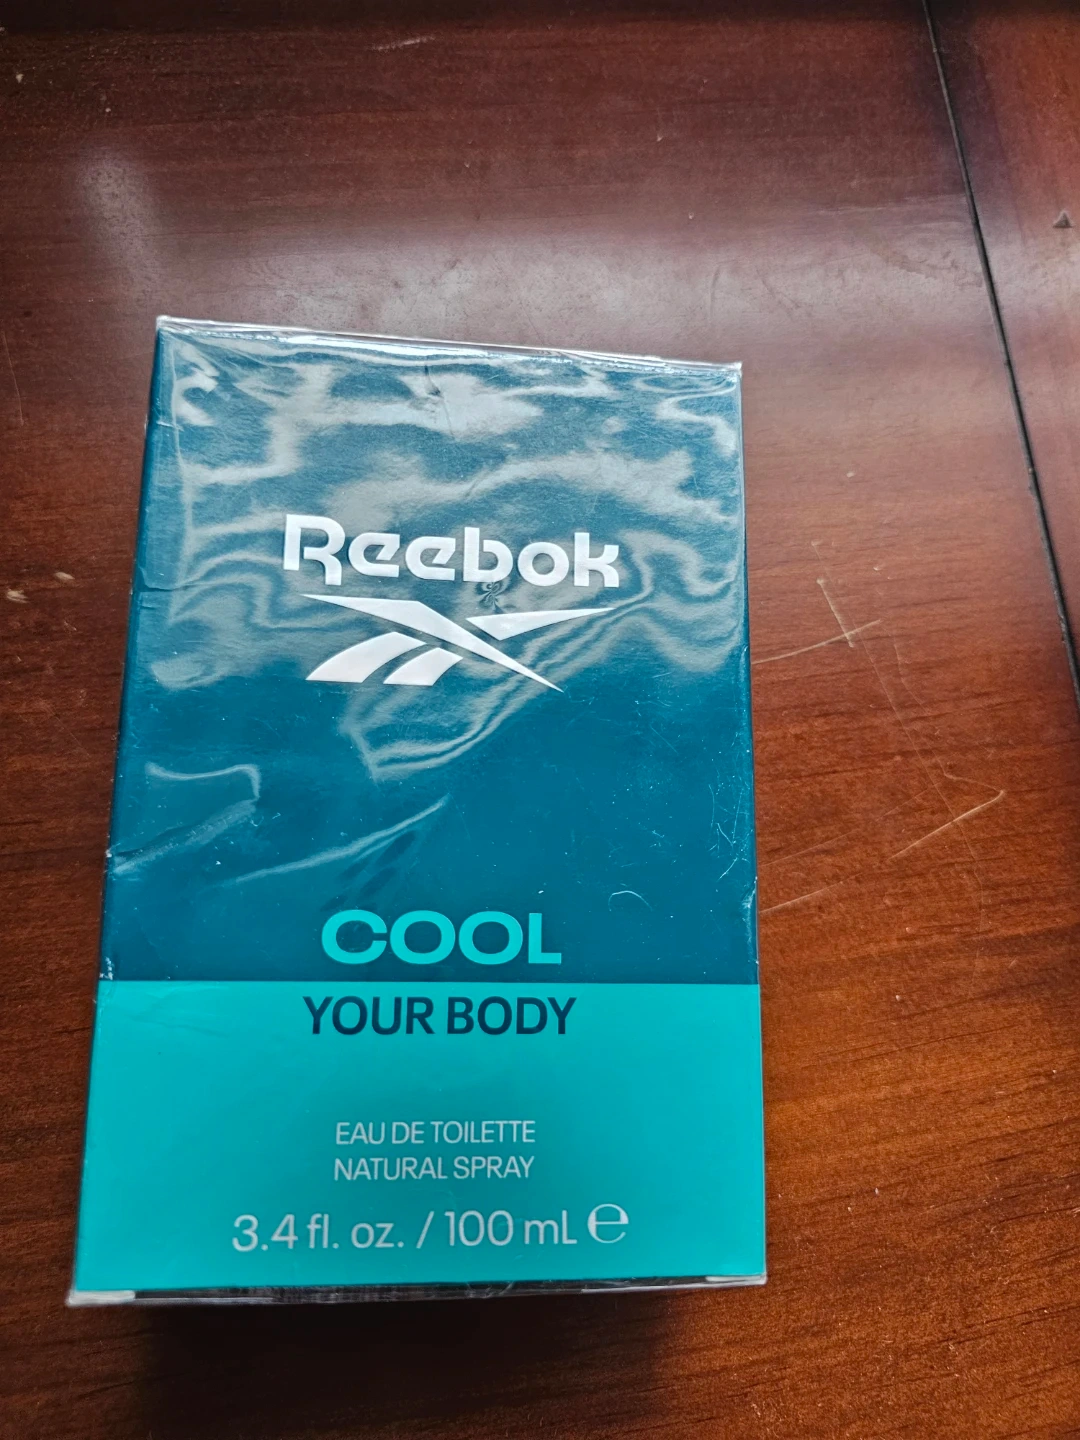 Reebok
COOL
YOUR BODY
EAU DE TOILETTE
NATURAL SPRAY
3.4 fl. oz. / 100 mL ℮